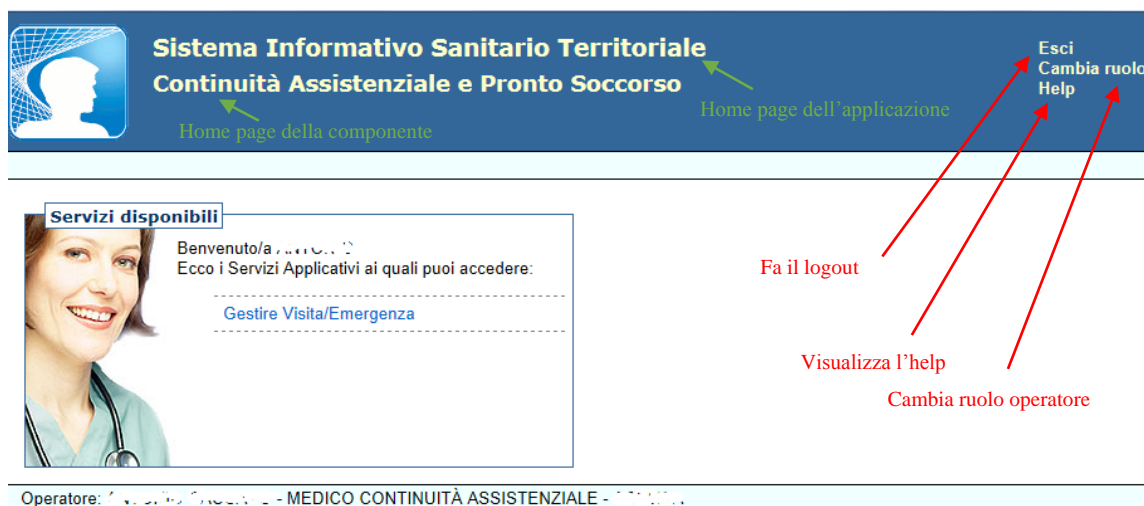 Sistema Informativo Sanitario Territoriale
Continuità Assistenziale e Pronto Soccorso
Home page della componente
Home page dell’applicazione
Esci
Cambia ruolo
Help
Servizi disponibili
Benvenuto/a
Ecco i Servizi Applicativi ai quali puoi accedere:
Gestire Visita/Emergenza
Fa il logout
Visualizza l’help
Cambia ruolo operatore
Operatore: - MEDICO CONTINUITÀ ASSISTENZIALE -